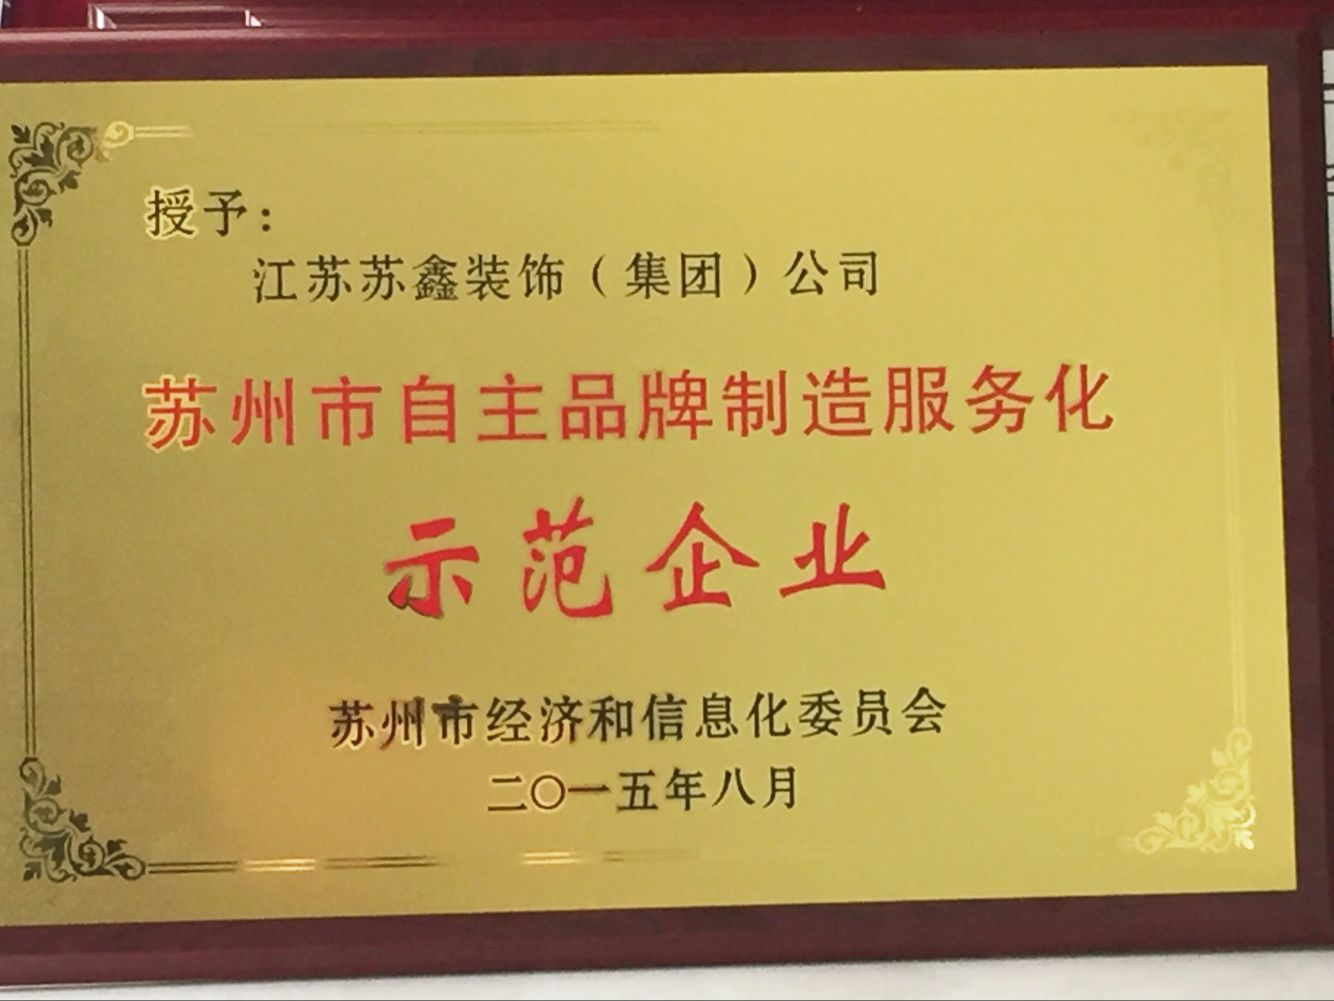 授予：
江苏苏鑫装饰（集团）公司
苏州市自主品牌制造服务化
示范企业
苏州市经济和信息化委员会
二〇一五年八月